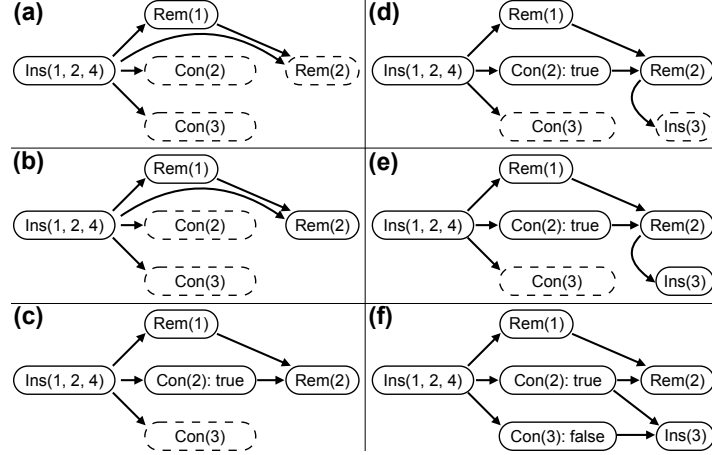 (a)
Rem(1)
Ins(1, 2, 4)
Con(2)
Rem(2)
Con(3)
(b)
Rem(1)
Ins(1, 2, 4)
Con(2)
Rem(2)
Con(3)
(c)
Rem(1)
Ins(1, 2, 4)
Con(2): true
Rem(2)
Con(3)
(d)
Rem(1)
Ins(1, 2, 4)
Con(2): true
Rem(2)
Con(3)
Ins(3)
(e)
Rem(1)
Ins(1, 2, 4)
Con(2): true
Rem(2)
Con(3)
Ins(3)
(f)
Rem(1)
Ins(1, 2, 4)
Con(2): true
Rem(2)
Con(3): false
Ins(3)